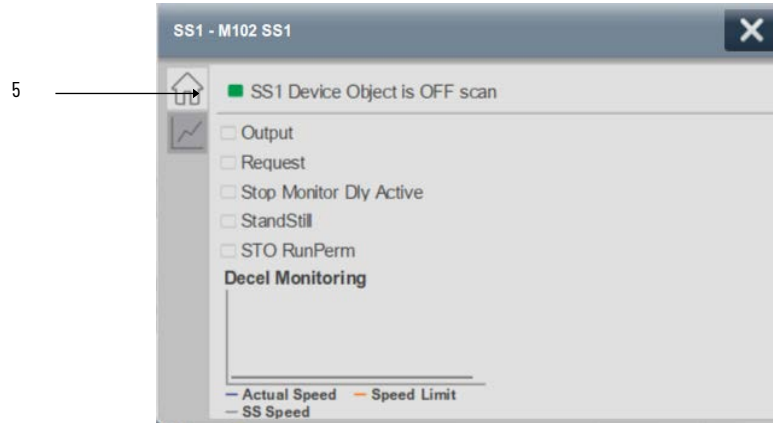 SS1 - M102 SS1
5
SS1 Device Object is OFF scan
Output
Request
Stop Monitor Dly Active
StandStill
STO RunPerm
Decel Monitoring
Actual Speed Speed Limit
SS Speed